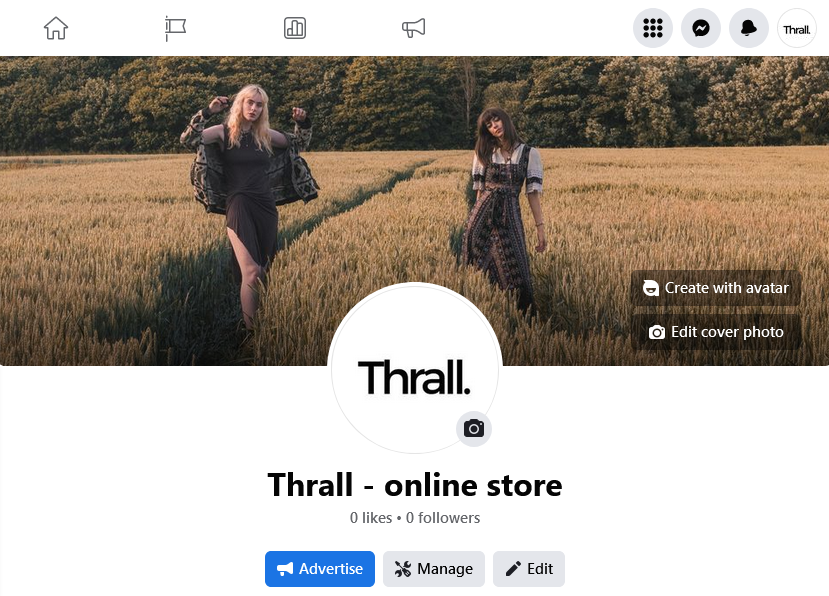 Thrall.
Create with avatar
Edit cover photo
Thrall.
Thrall - online store
0 likes • 0 followers
Advertise
Manage
Edit